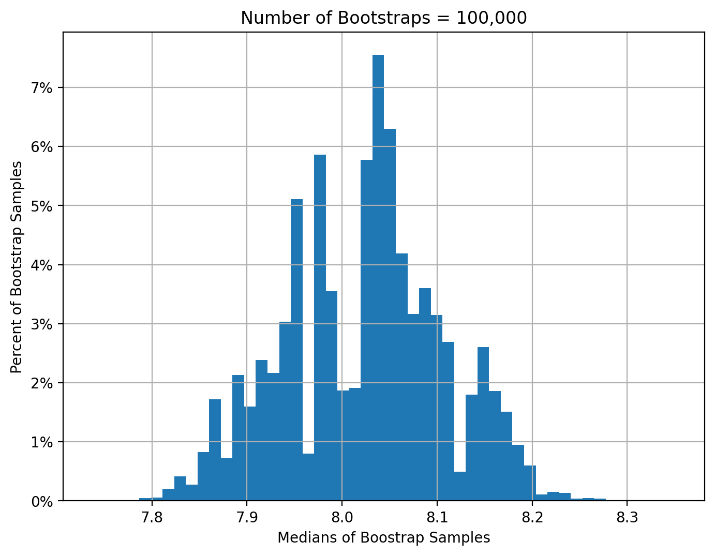 Number of Bootstraps = 100,000
7%
6%
5%
4%
3%
2%
1%
0%
Percent of Bootstrap Samples
7.8 7.9 8.0 8.1 8.2 8.3
Medians of Boostrap Samples